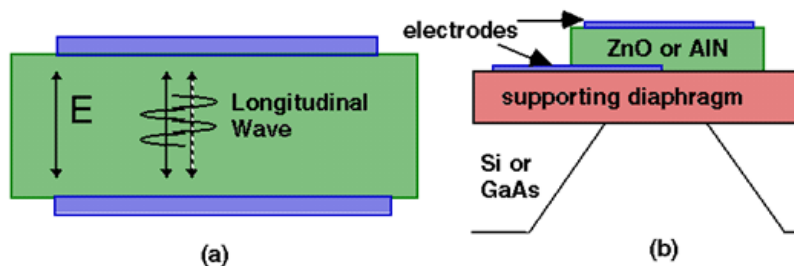 E
Longitudinal
Wave
(a)
electrodes
ZnO or AlN
supporting diaphragm
Si or
GaAs
(b)